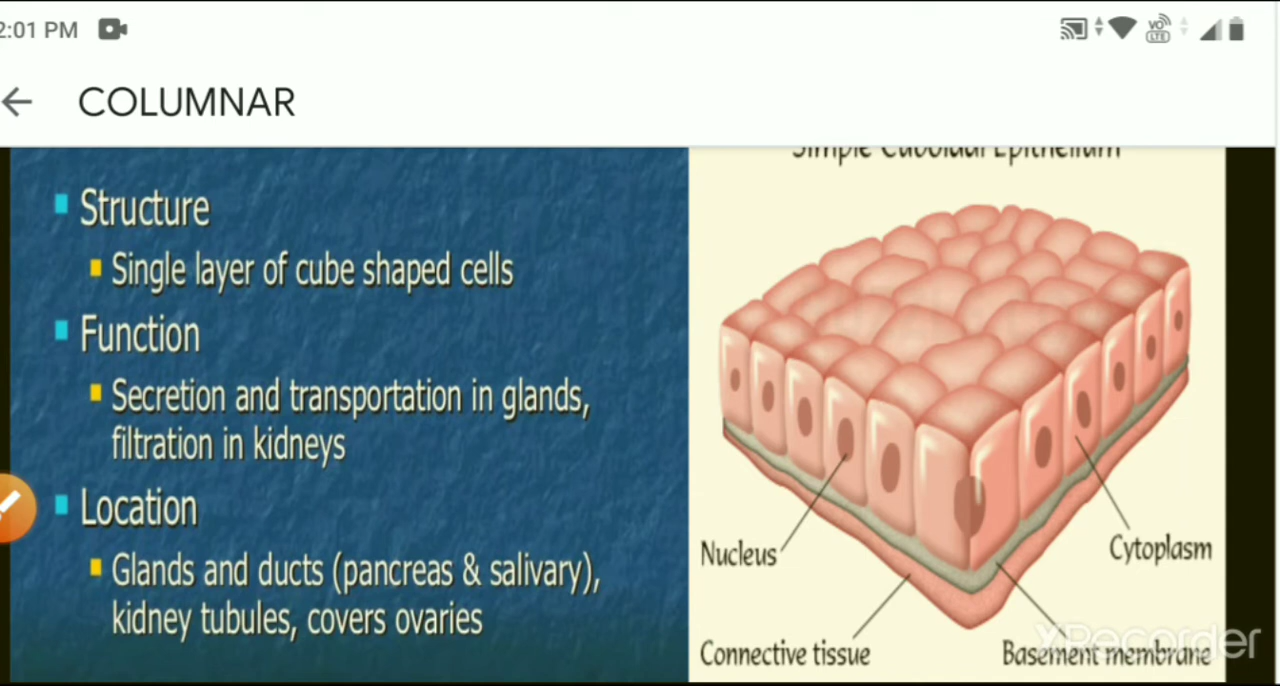 2:01 PM
VO
LTE
COLUMNAR
Structure
Single layer of cube shaped cells
Function
Secretion and transportation in glands,
filtration in kidneys
Location
Glands and ducts (pancreas & salivary),
kidney tubules, covers ovaries
Simple Cuboidal Epithelium
Nucleus
Cytoplasm
Connective tissue
Basement membrane
XRecorder